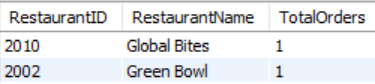 RestaurantID RestaurantName TotalOrders
2010 Global Bites 1
2002 Green Bowl 1